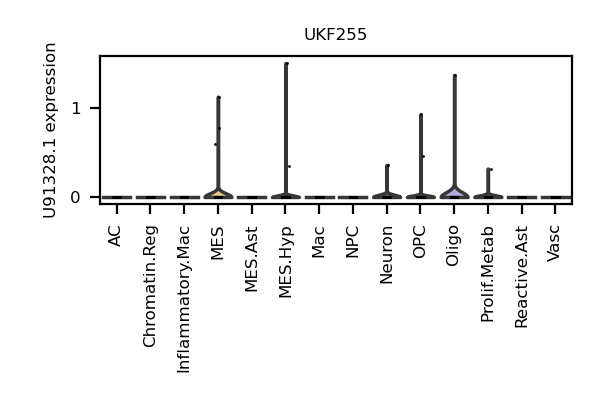 UKF255
U91328.1 expression
1
0
AC
Chromatin.Reg
Inflammatory.Mac
MES
MES.Ast
MES.Hyp
Mac
NPC
Neuron
OPC
Oligo
Prolif.Metab
Reactive.Ast
Vasc